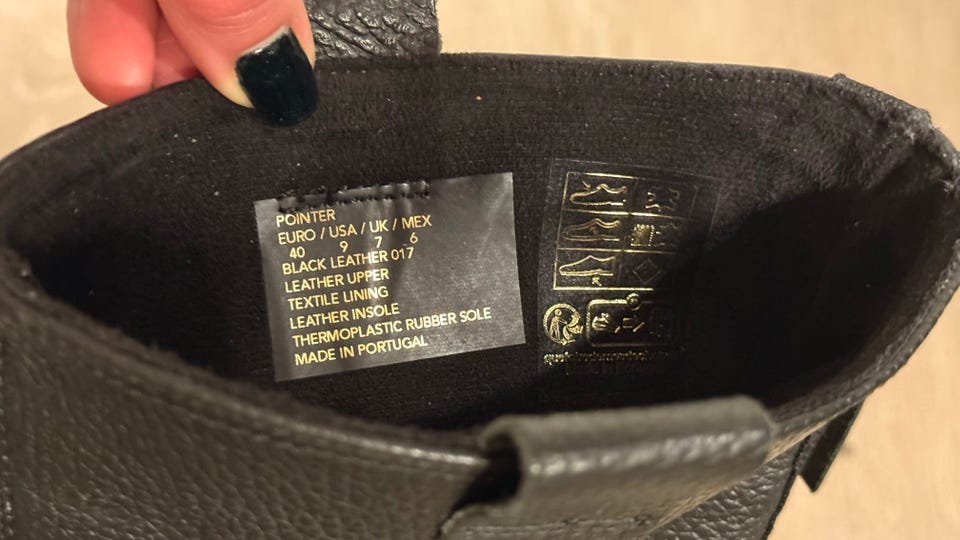 POINTER
EURO / USA / UK / MEX
40 9 7 6
BLACK LEATHER 017
LEATHER UPPER
TEXTILE LINING
LEATHER INSOLE
THERMOPLASTIC RUBBER SOLE
MADE IN PORTUGAL